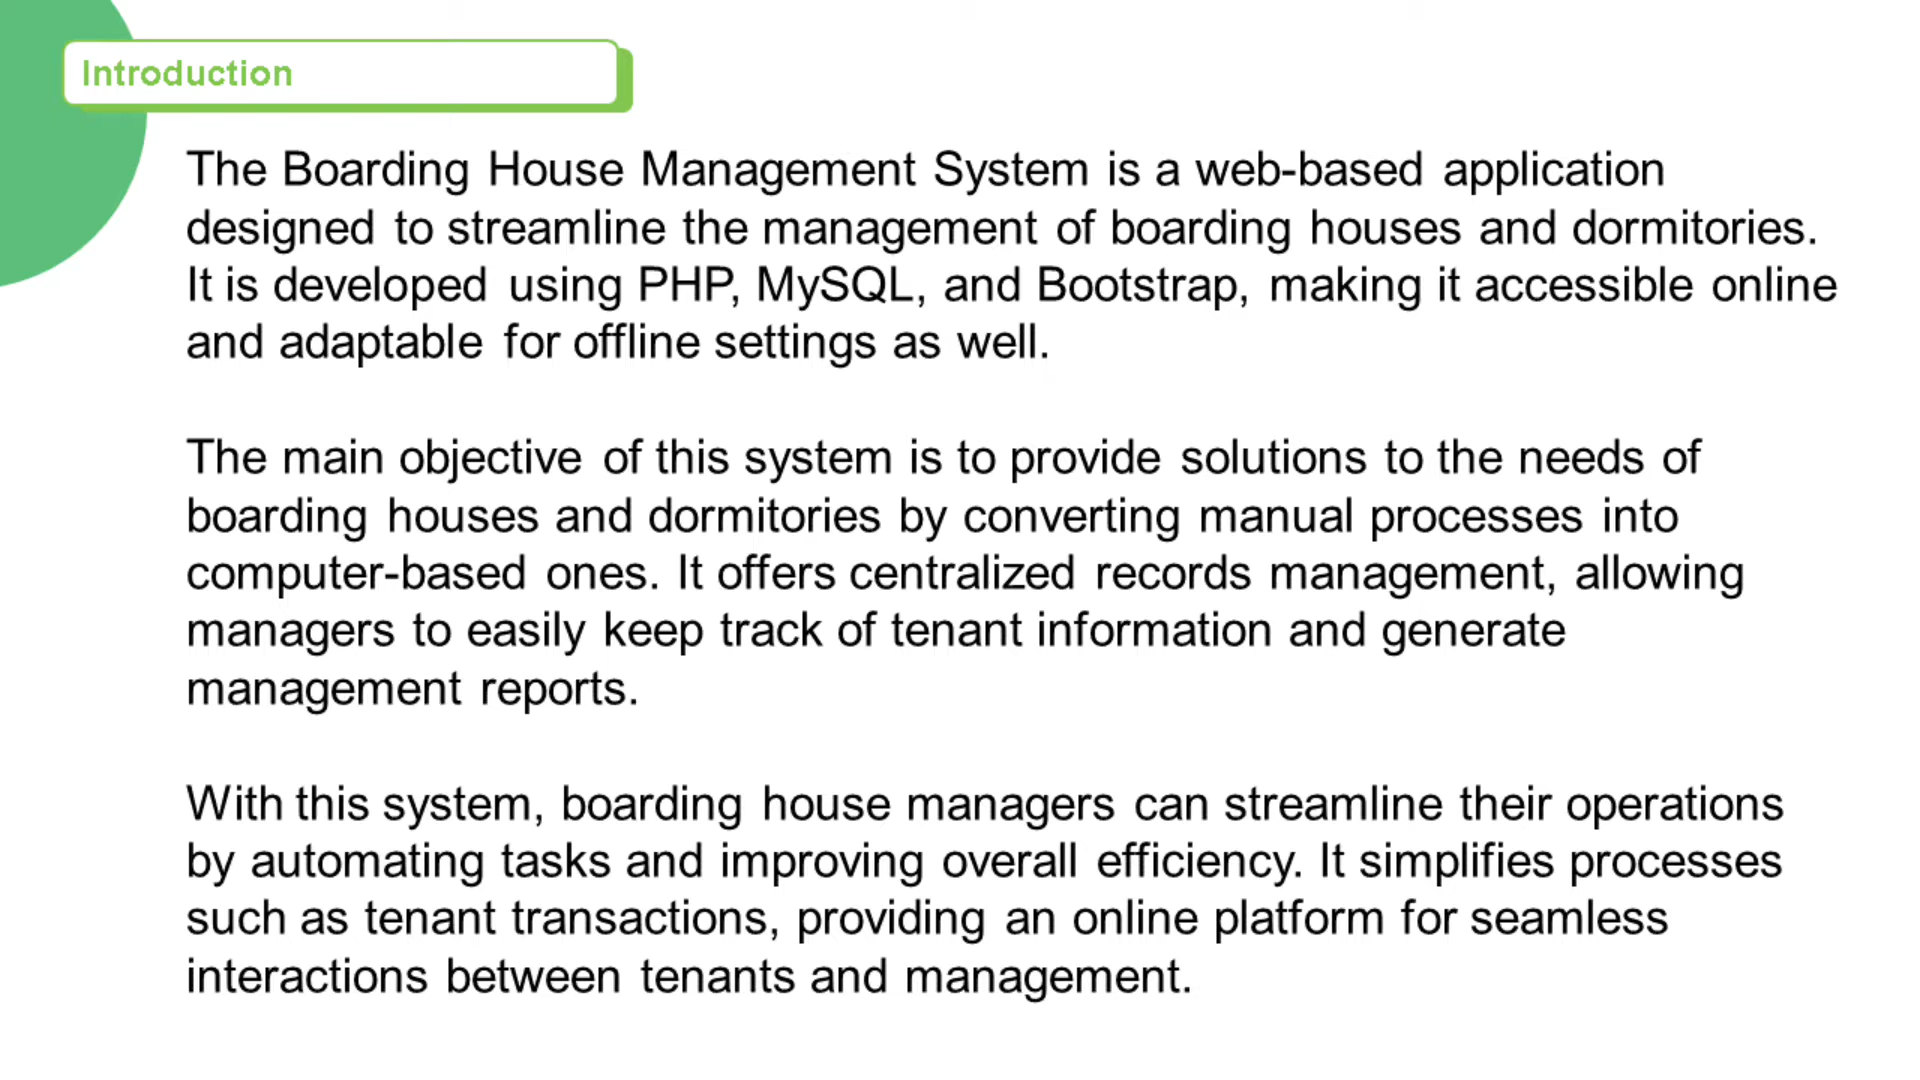 Introduction
The Boarding House Management System is a web-based application
designed to streamline the management of boarding houses and dormitories.
It is developed using PHP, MySQL, and Bootstrap, making it accessible online
and adaptable for offline settings as well.
The main objective of this system is to provide solutions to the needs of
boarding houses and dormitories by converting manual processes into
computer-based ones. It offers centralized records management, allowing
managers to easily keep track of tenant information and generate
management reports.
With this system, boarding house managers can streamline their operations
by automating tasks and improving overall efficiency. It simplifies processes
such as tenant transactions, providing an online platform for seamless
interactions between tenants and management.